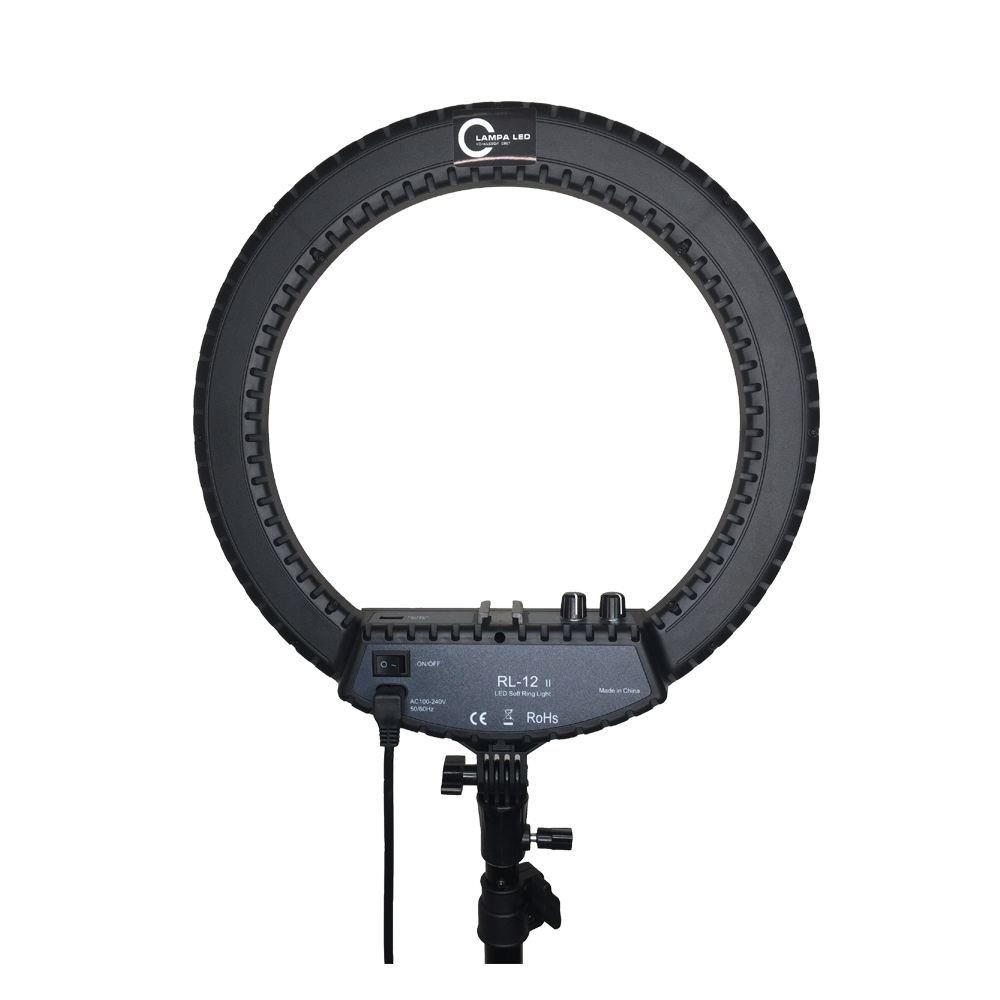 LAMPA LED
ON/OFF
RL-12 II
LED Soft Ring Light
Made in China
AC100-240V
50/60Hz
CE
RoHs